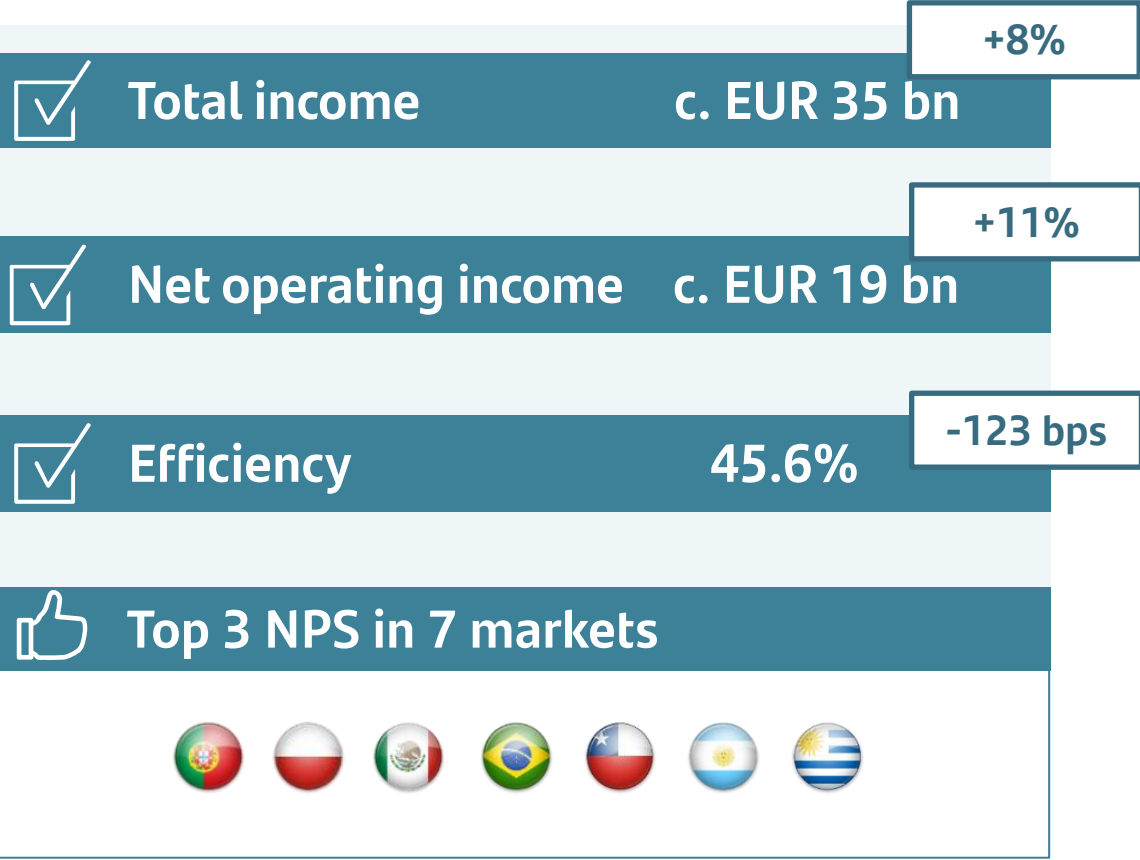 +8%
Total income c. EUR 35 bn
+11%
Net operating income c. EUR 19 bn
-123 bps
Efficiency 45.6%
Top 3 NPS in 7 markets